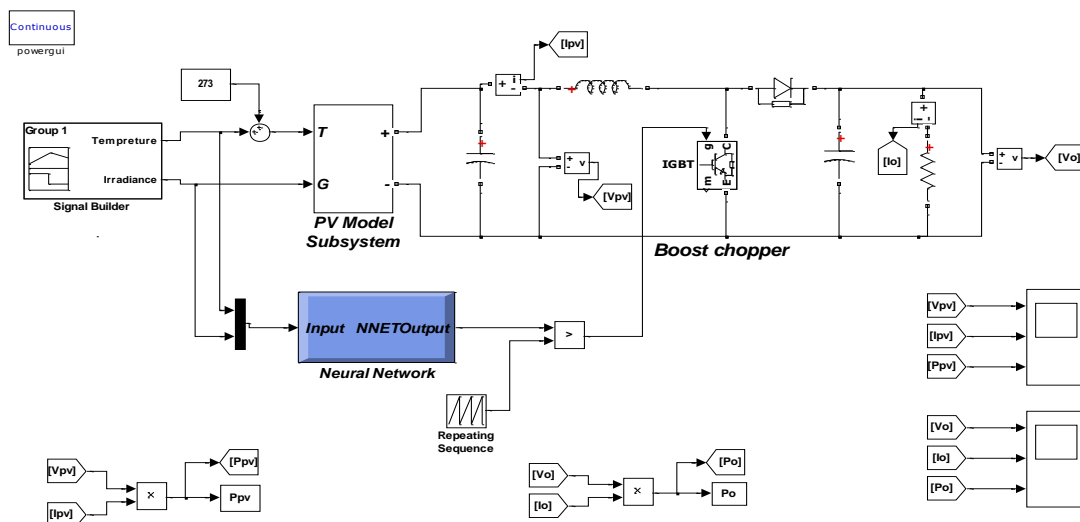 Continuous
powergui
273
[Ipv]
Group 1
Tempreture
Irradiance
Signal Builder
T
G
+
-
PV Model
Subsystem
+
-
i
+
-
v
[Vpv]
IGBT
g
C
m
E
Boost chopper
+
-
i
[Io]
+
-
v
[Vo]
Input
NNETOutput
Neural Network
>
Repeating
Sequence
[Vpv]
[Ipv]
[Ppv]
[Vo]
[Io]
[Po]
[Vpv]
[Ipv]
×
[Ppv]
Ppv
[Vo]
[Io]
×
[Po]
Po